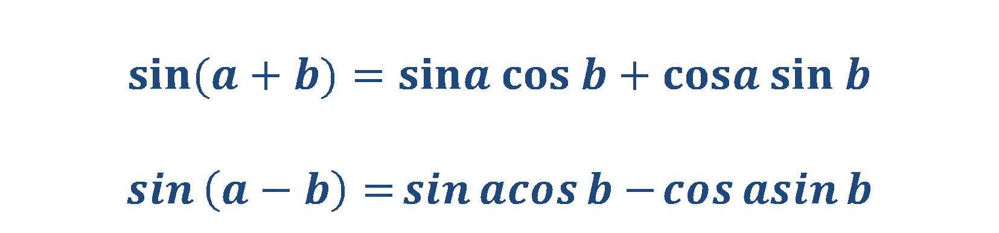 sin(a + b) = sina cos b + cosa sin b
sin (a − b) = sin acos b − cos asin b